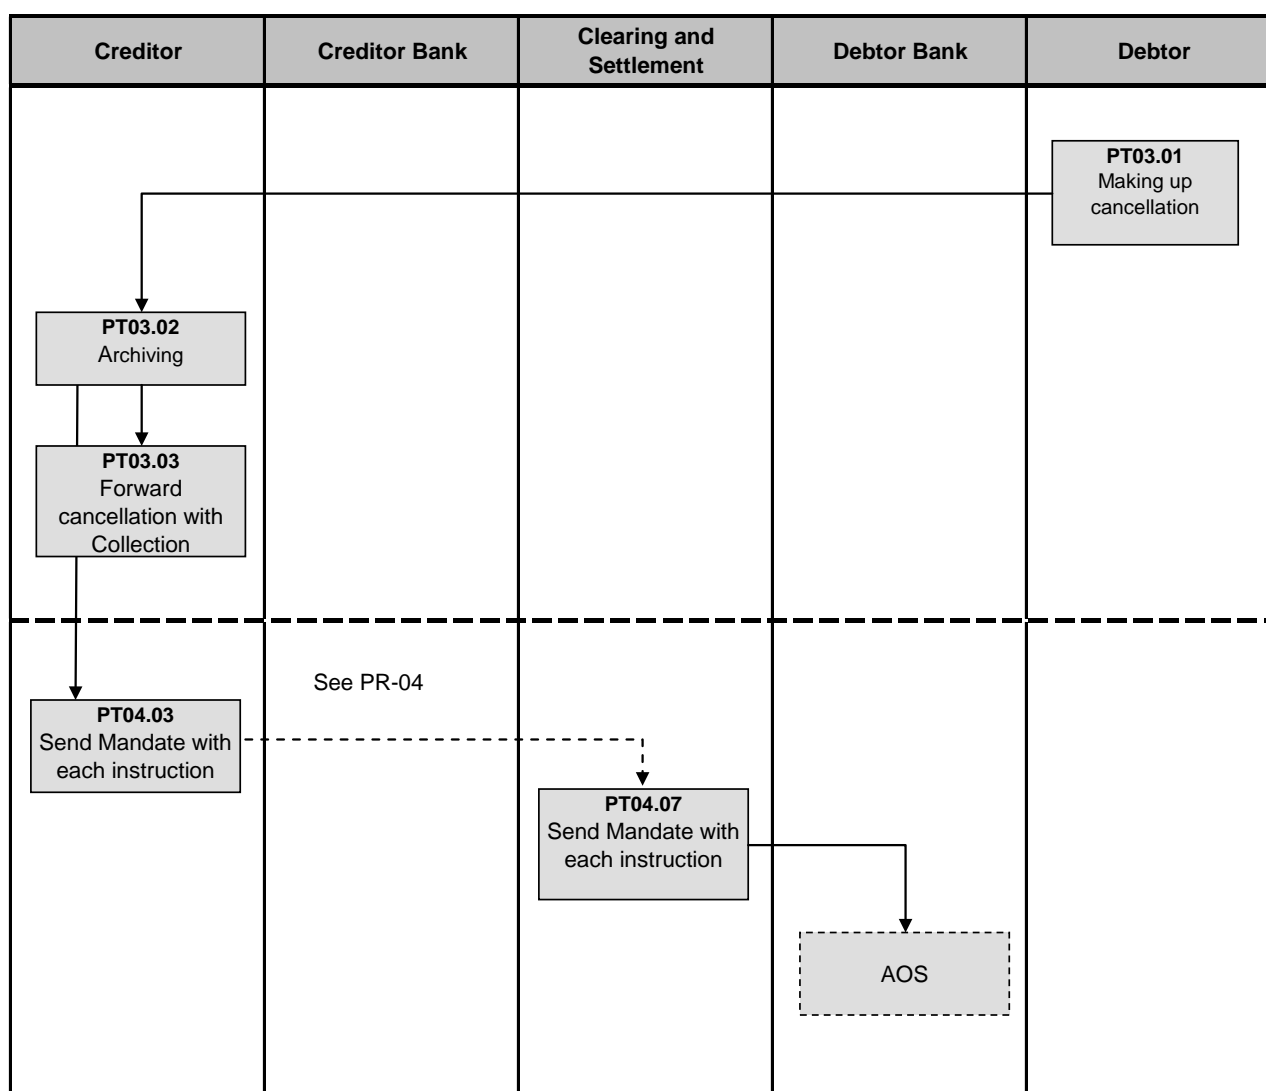 Creditor
Creditor Bank
Clearing and
Settlement
Debtor Bank
Debtor
PT03.01
Making up
cancellation
PT03.02
Archiving
PT03.03
Forward
cancellation with
Collection
See PR-04
PT04.03
Send Mandate with
each instruction
PT04.07
Send Mandate with
each instruction
AOS